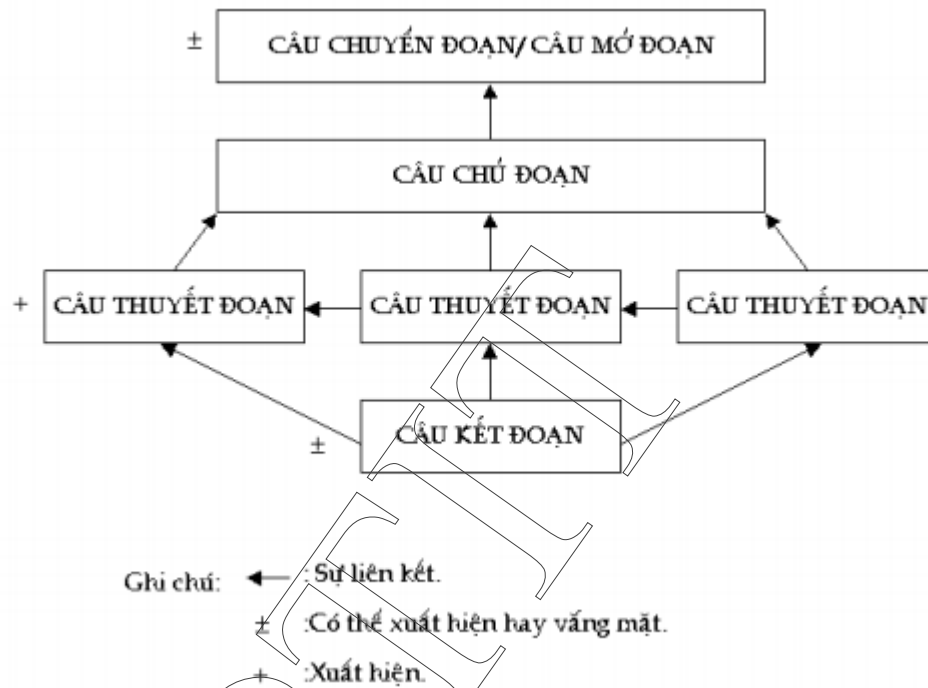 ± CÂU CHUYỂN ĐOẠN/ CÂU MỞ ĐOẠN
CÂU CHỦ ĐOẠN
+ CÂU THUYẾT ĐOẠN CÂU THUYẾT ĐOẠN CÂU THUYẾT ĐOẠN
± CÂU KẾT ĐOẠN
Ghi chú: : Sự liên kết.
± :Có thể xuất hiện hay vắng mặt.
+ :Xuất hiện.